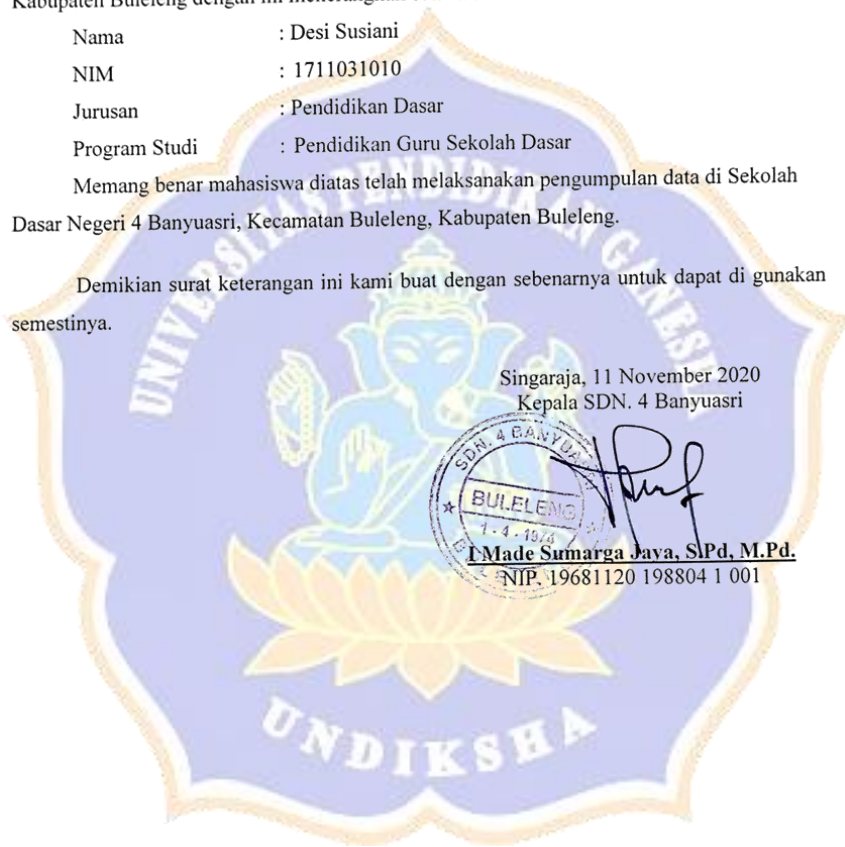 Kabupaten Buleleng dengan ini menerangkan
Nama : Desi Susiani
NIM : 1711031010
Jurusan : Pendidikan Dasar
Program Studi : Pendidikan Guru Sekolah Dasar
Memang benar mahasiswa diatas telah melaksanakan pengumpulan data di Sekolah
Dasar Negeri 4 Banyuasri, Kecamatan Buleleng, Kabupaten Buleleng.
Demikian surat keterangan ini kami buat dengan sebenarnya untuk dapat di gunakan
semestinya.
Singaraja, 11 November 2020
Kepala SDN. 4 Banyuasri
SDN. 4 BANYUASRI
BULELENG
1-4-1974
I Made Sumarga Jaya, S.Pd, M.Pd.
NIP. 19681120 198804 1 001
UNIVERSITAS PENDIDIKAN GANESHA
UNDIKSHA